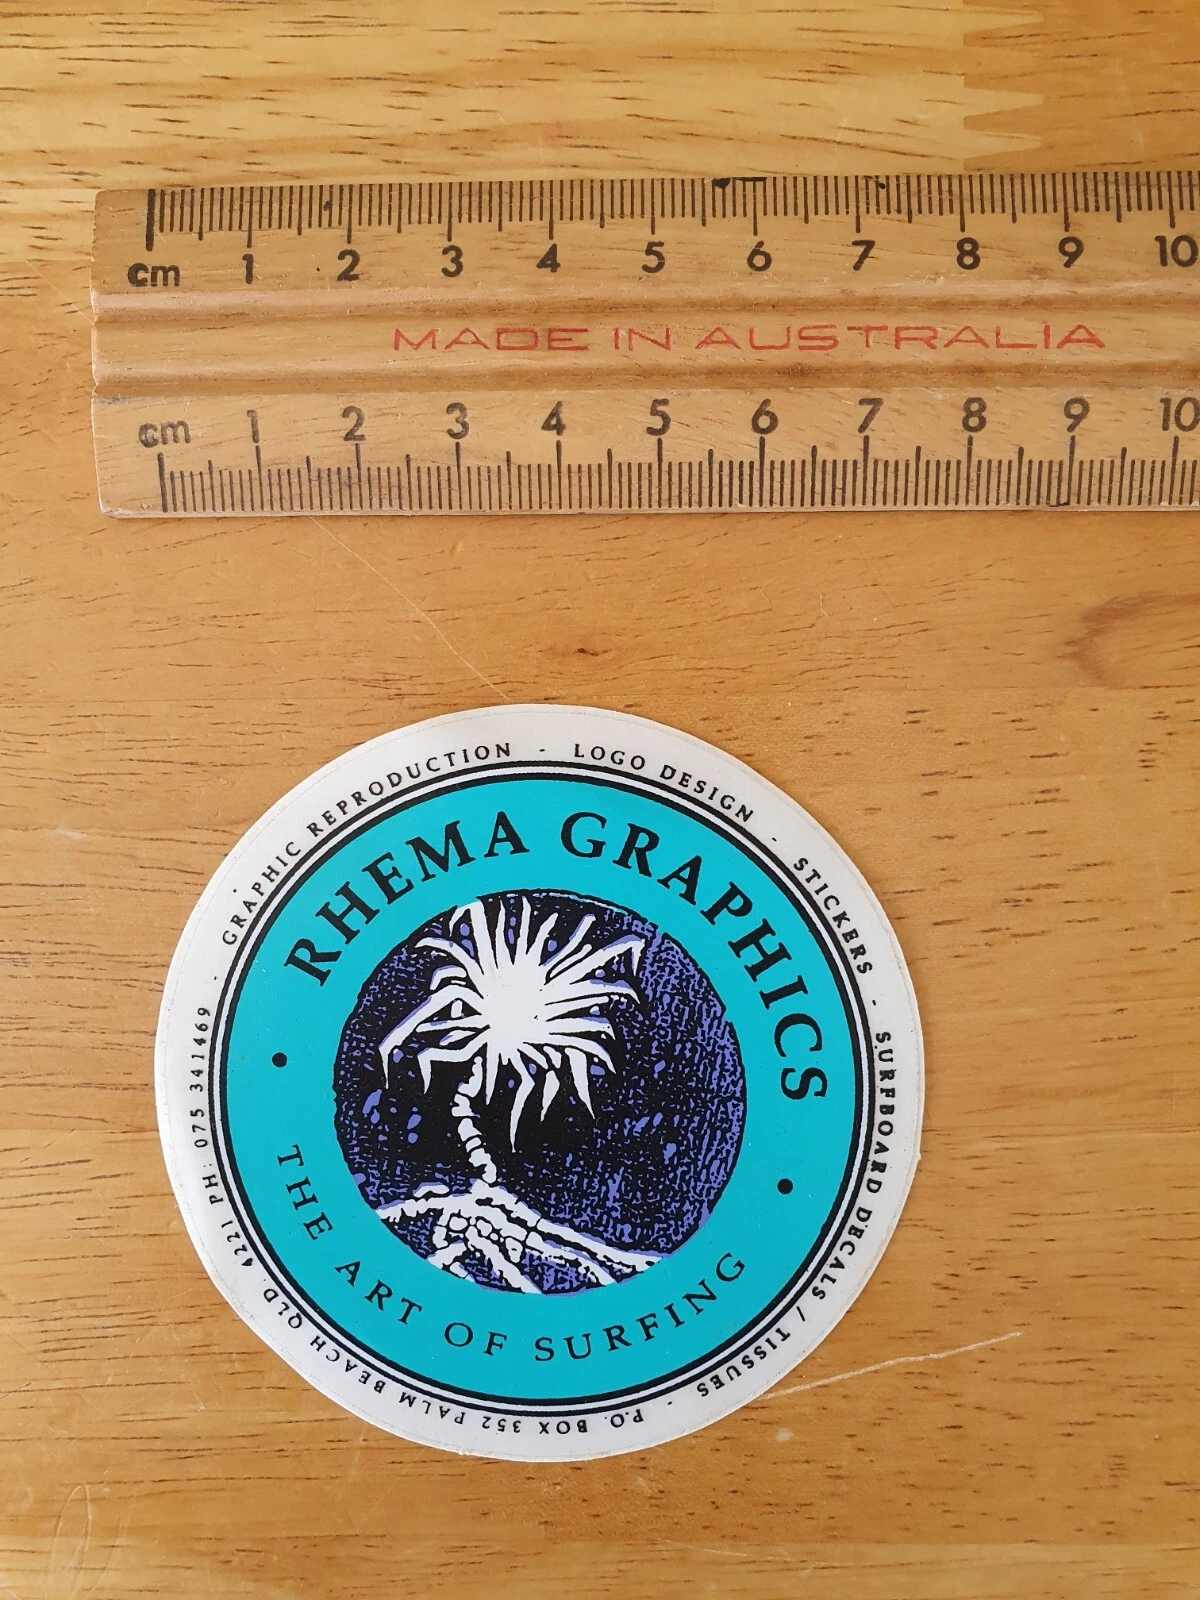 cm 1 2 3 4 5 6 7 8 9 10
MADE IN AUSTRALIA
cm 1 2 3 4 5 6 7 8 9 10
GRAPHIC REPRODUCTION - LOGO DESIGN - STICKERS - SURFBOARD DECALS / TISSUES - P.O. BOX 352 PALM BEACH QLD. 4221 PH: 075 341469 -
RHEMA GRAPHICS
• THE ART OF SURFING •